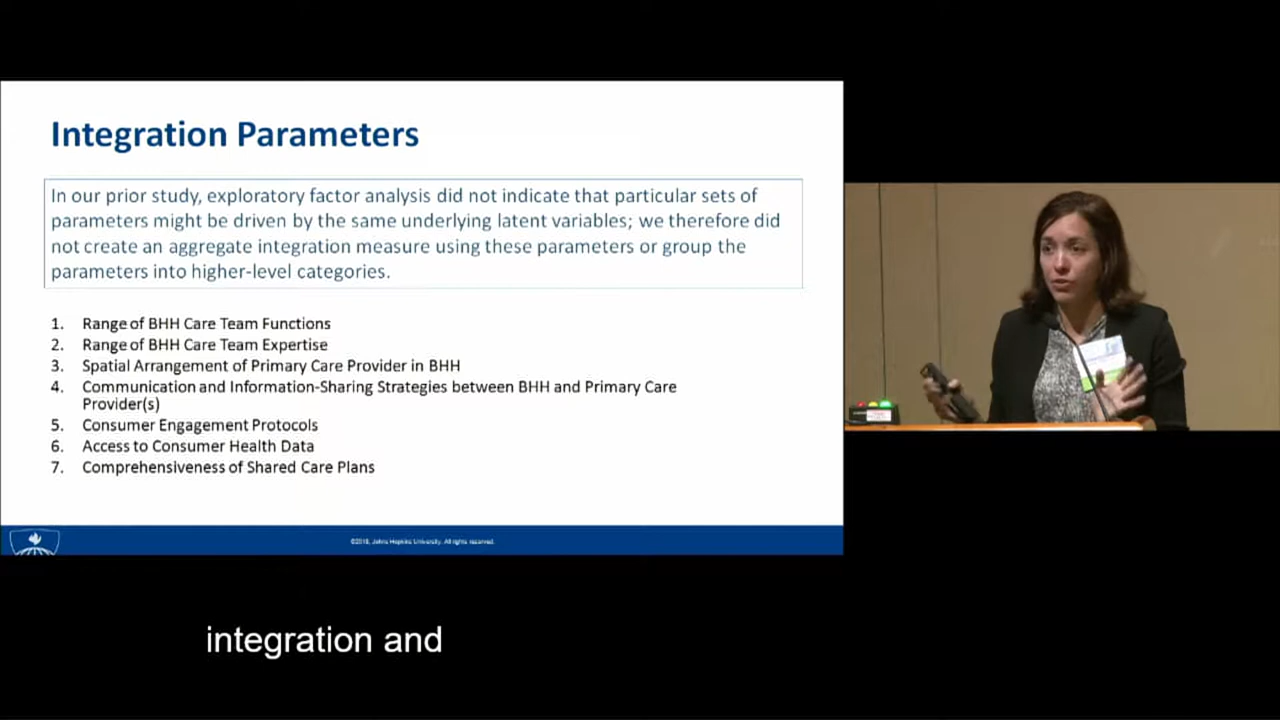 Integration Parameters
In our prior study, exploratory factor analysis did not indicate that particular sets of
parameters might be driven by the same underlying latent variables; we therefore did
not create an aggregate integration measure using these parameters or group the
parameters into higher-level categories.
1. Range of BHH Care Team Functions
2. Range of BHH Care Team Expertise
3. Spatial Arrangement of Primary Care Provider in BHH
4. Communication and Information-Sharing Strategies between BHH and Primary Care
Provider(s)
5. Consumer Engagement Protocols
6. Access to Consumer Health Data
7. Comprehensiveness of Shared Care Plans
©2018, Johns Hopkins University. All rights reserved.
integration and